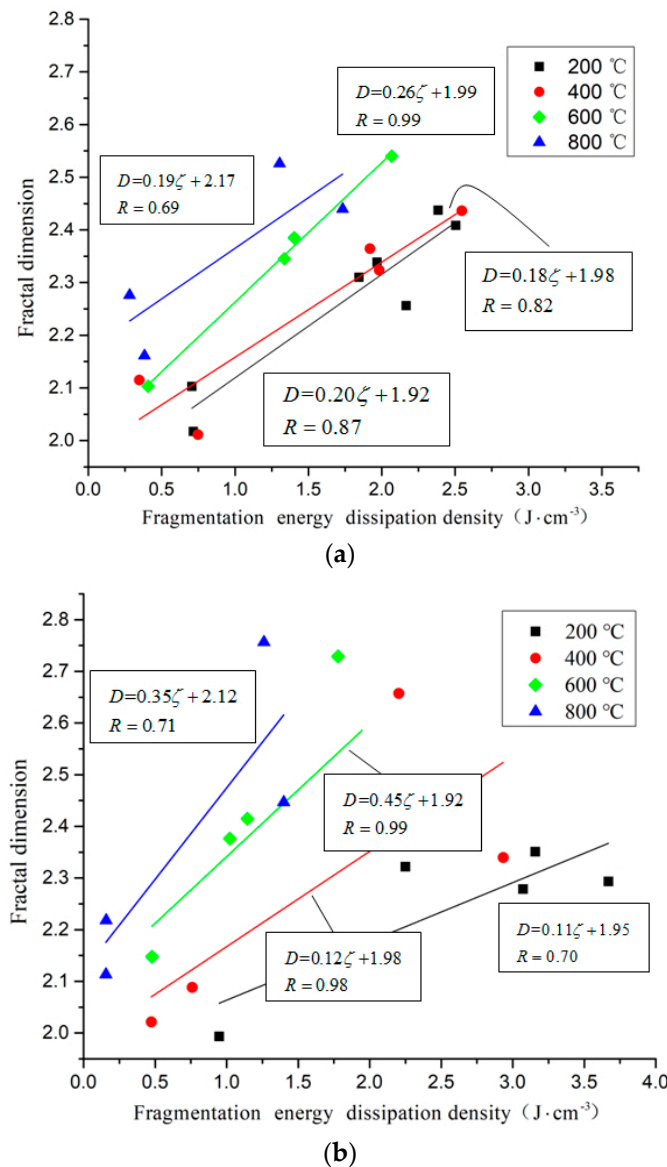 2.8
2.7
2.6
2.5
2.4
2.3
2.2
2.1
2.0
Fractal dimension
200 ℃
400 ℃
600 ℃
800 ℃
D=0.26ζ+1.99
R = 0.99
D=0.19ζ+2.17
R = 0.69
D=0.18ζ+1.98
R = 0.82
D=0.20ζ+1.92
R = 0.87
0.0 0.5 1.0 1.5 2.0 2.5 3.0 3.5
Fragmentation energy dissipation density（J·cm⁻³）
(a)
2.8
2.7
2.6
2.5
2.4
2.3
2.2
2.1
2.0
Fractal dimension
200 ℃
400 ℃
600 ℃
800 ℃
D=0.35ζ+2.12
R = 0.71
D=0.45ζ+1.92
R = 0.99
D=0.12ζ+1.98
R = 0.98
D=0.11ζ+1.95
R = 0.70
0.0 0.5 1.0 1.5 2.0 2.5 3.0 3.5 4.0
Fragmentation energy dissipation density（J·cm⁻³）
(b)